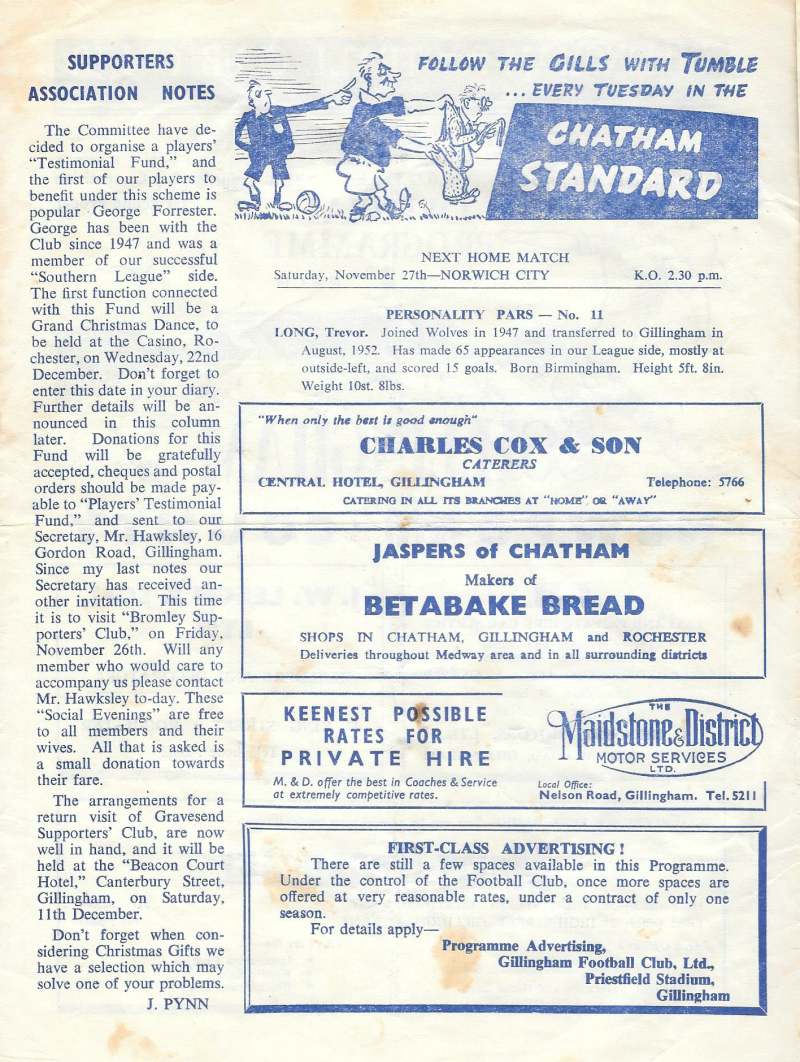 SUPPORTERS
ASSOCIATION NOTES
The Committee have de-
cided to organise a players'
"Testimonial Fund," and
the first of our players to
benefit under this scheme is
popular George Forrester.
George has been with the
Club since 1947 and was a
member of our successful
"Southern League" side.
The first function connected
with this Fund will be a
Grand Christmas Dance, to
be held at the Casino, Ro-
chester, on Wednesday, 22nd
December. Don't forget to
enter this date in your diary.
Further details will be an-
nounced in this column
later. Donations for this
Fund will be gratefully
accepted, cheques and postal
orders should be made pay-
able to "Players' Testimonial
Fund," and sent to our
Secretary, Mr. Hawksley, 16
Gordon Road, Gillingham.
Since my last notes our
Secretary has received an-
other invitation. This time
it is to visit "Bromley Sup-
porters' Club," on Friday,
November 26th. Will any
member who would care to
accompany us please contact
Mr. Hawksley to-day. These
"Social Evenings" are free
to all members and their
wives. All that is asked is
a small donation towards
their fare.
The arrangements for a
return visit of Gravesend
Supporters' Club, are now
well in hand, and it will be
held at the "Beacon Court
Hotel," Canterbury Street,
Gillingham, on Saturday,
11th December.
Don't forget when con-
sidering Christmas Gifts we
have a selection which may
solve one of your problems.
J. PYNN
FOLLOW THE GILLS WITH TUMBLE
... EVERY TUESDAY IN THE
CHATHAM
STANDARD
NEXT HOME MATCH
Saturday, November 27th—NORWICH CITY K.O. 2.30 p.m.
PERSONALITY PARS — No. 11
LONG, Trevor. Joined Wolves in 1947 and transferred to Gillingham in
August, 1952. Has made 65 appearances in our League side, mostly at
outside-left, and scored 15 goals. Born Birmingham. Height 5ft. 8in.
Weight 10st. 8lbs.
"When only the best is good enough"
CHARLES COX & SON
CATERERS
CENTRAL HOTEL, GILLINGHAM Telephone: 5766
CATERING IN ALL ITS BRANCHES AT "HOME" OR "AWAY"
JASPERS of CHATHAM
Makers of
BETABAKE BREAD
SHOPS IN CHATHAM, GILLINGHAM and ROCHESTER
Deliveries throughout Medway area and in all surrounding districts
KEENEST POSSIBLE
RATES FOR
PRIVATE HIRE
M. & D. offer the best in Coaches & Service
at extremely competitive rates.
THE
Maidstone & District
MOTOR SERVICES
LTD.
Local Office:
Nelson Road, Gillingham. Tel. 5211
FIRST-CLASS ADVERTISING!
There are still a few spaces available in this Programme.
Under the control of the Football Club, once more spaces are
offered at very reasonable rates, under a contract of only one
season.
For details apply—
Programme Advertising,
Gillingham Football Club, Ltd.,
Priestfield Stadium,
Gillingham